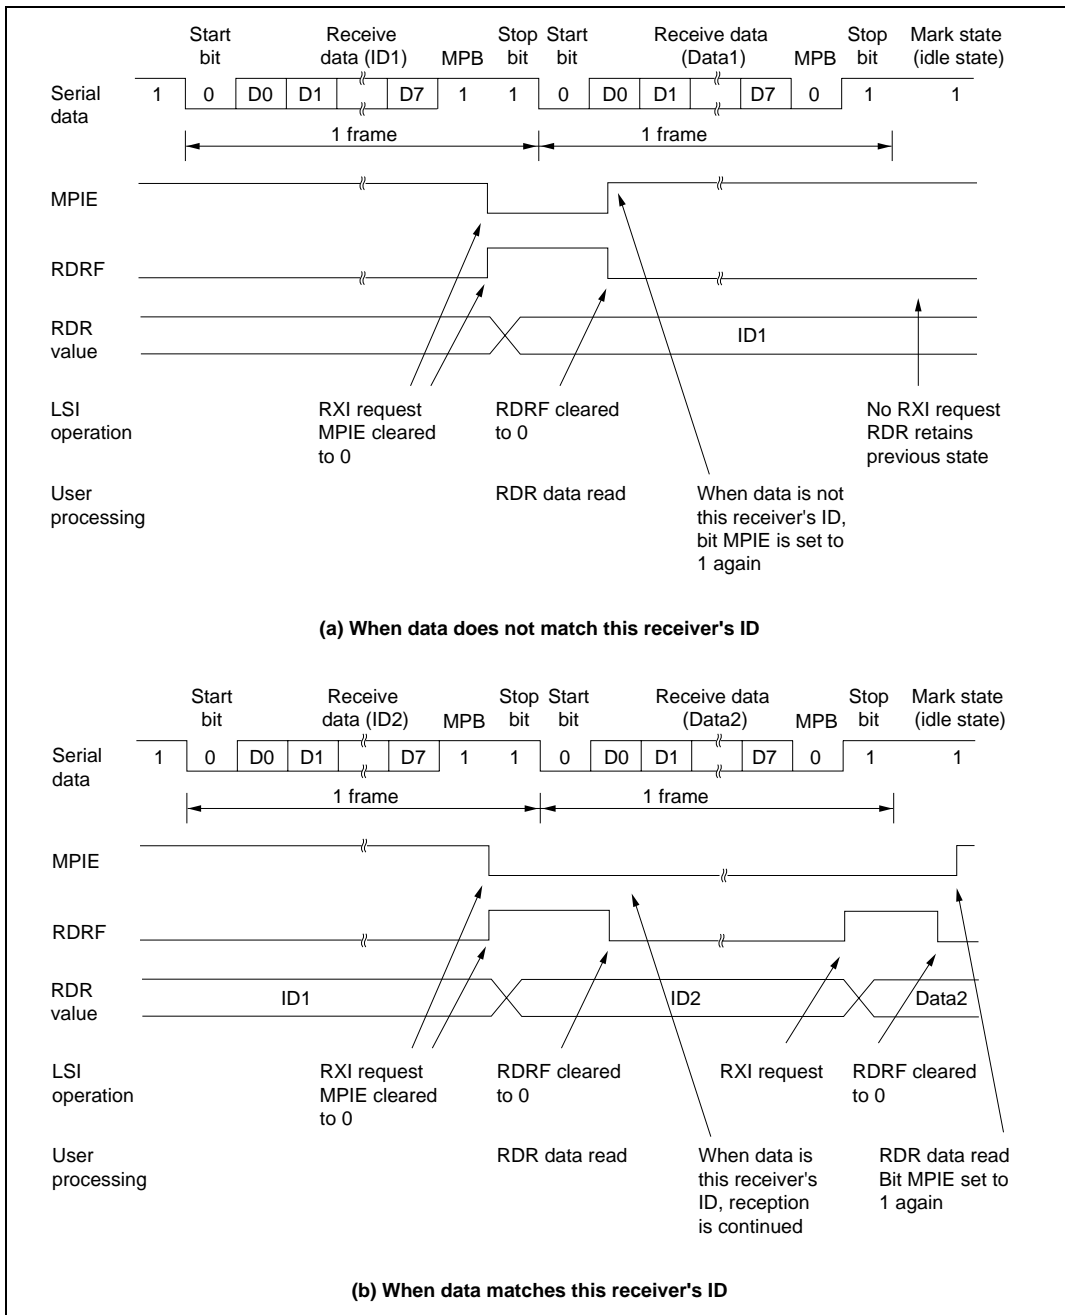 Start bit
Receive data (ID1)
MPB
Stop bit
Start bit
Receive data (Data1)
MPB
Stop bit
Mark state (idle state)
Serial data
1 0 D0 D1 D7 1 1 0 D0 D1 D7 0 1 1
1 frame 1 frame
MPIE
RDRF
RDR value
ID1
LSI operation
RXI request
MPIE cleared
to 0
RDRF cleared
to 0
No RXI request
RDR retains
previous state
User processing
RDR data read
When data is not
this receiver's ID,
bit MPIE is set to
1 again
(a) When data does not match this receiver's ID
Start bit
Receive data (ID2)
MPB
Stop bit
Start bit
Receive data (Data2)
MPB
Stop bit
Mark state (idle state)
Serial data
1 0 D0 D1 D7 1 1 0 D0 D1 D7 0 1 1
1 frame 1 frame
MPIE
RDRF
RDR value
ID1 ID2 Data2
LSI operation
RXI request
MPIE cleared
to 0
RDRF cleared
to 0
RXI request
RDRF cleared
to 0
User processing
RDR data read
When data is
this receiver's
ID, reception
is continued
RDR data read
Bit MPIE set to
1 again
(b) When data matches this receiver's ID